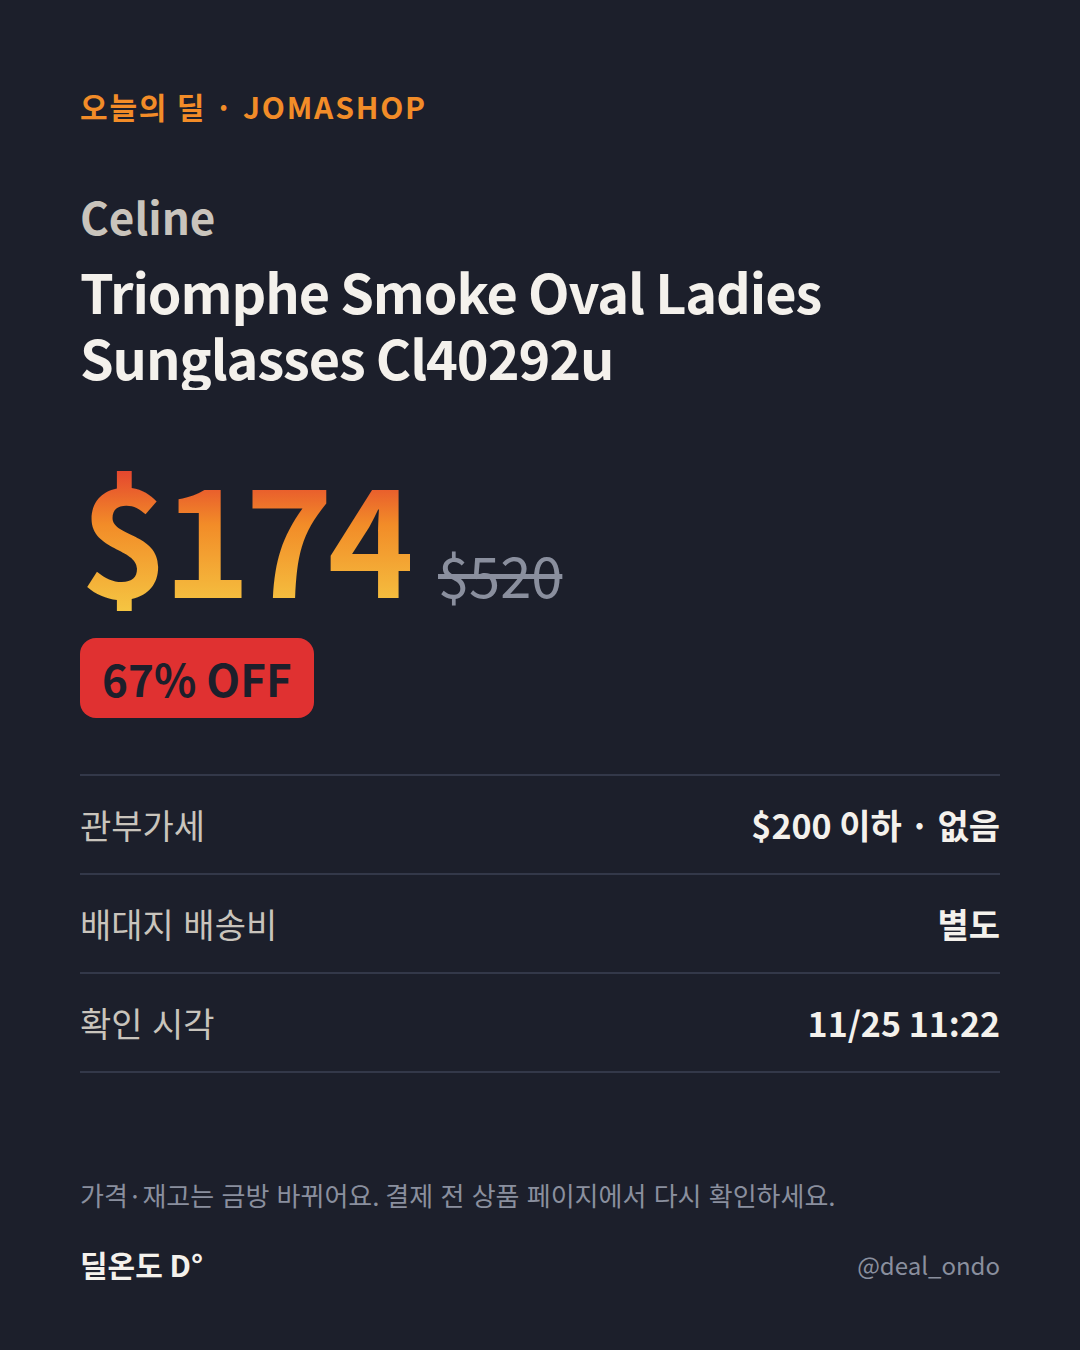 오늘의 딜 · JOMASHOP
Celine
Triomphe Smoke Oval Ladies
Sunglasses Cl40292u
$174 $520
67% OFF
관부가세 $200 이하 · 없음
배대지 배송비 별도
확인 시각 11/25 11:22
가격·재고는 금방 바뀌어요. 결제 전 상품 페이지에서 다시 확인하세요.
딜온도 D° @deal_ondo